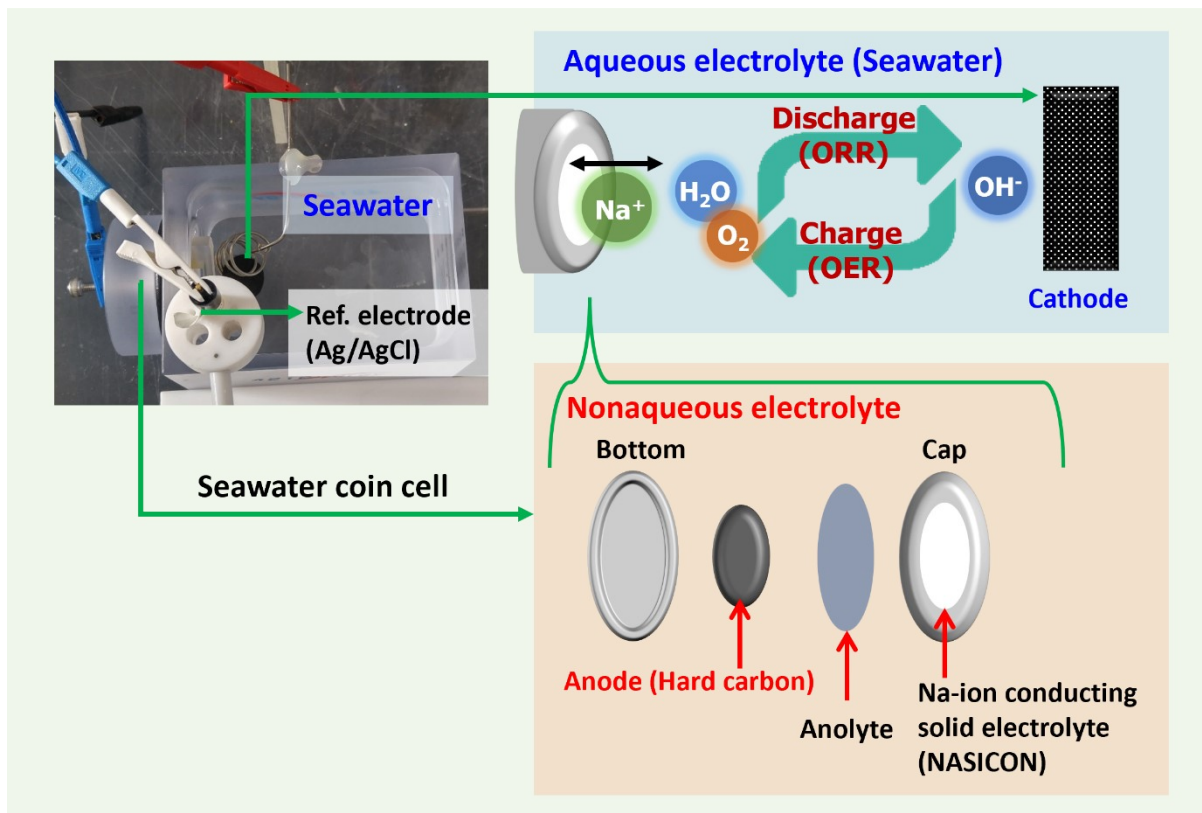 Aqueous electrolyte (Seawater)
Seawater
Ref. electrode
(Ag/AgCl)
Discharge
(ORR)
Na+
H₂O
O₂
OH-
Charge
(OER)
Cathode
Seawater coin cell
Nonaqueous electrolyte
Bottom
Cap
Anode (Hard carbon)
Anolyte
Na-ion conducting
solid electrolyte
(NASICON)